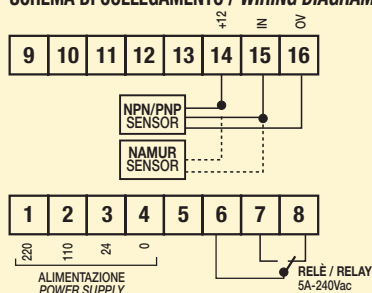 SCHEMA DI COLLEGAMENTO / WIRING DIAGRAM
+12 IN 0V
9 10 11 12 13 14 15 16
NPN/PNP
SENSOR
NAMUR
SENSOR
1 2 3 4 5 6 7 8
220 110 24 0
ALIMENTAZIONE
POWER SUPPLY
RELÈ / RELAY
5A-240Vac